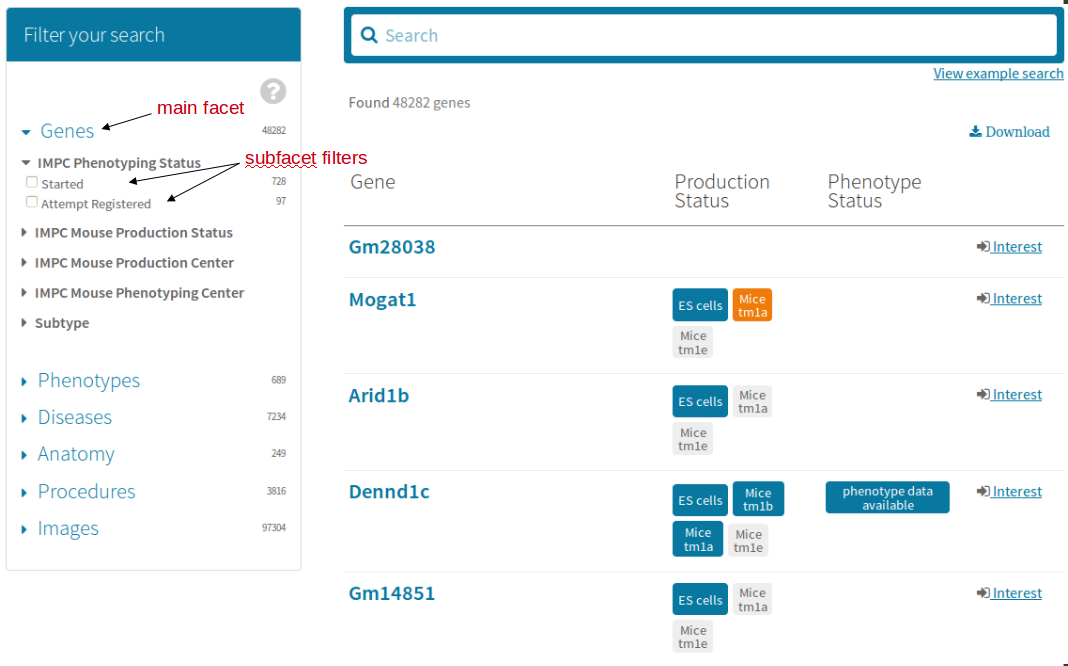 Filter your search
?
main facet
Genes 48282
IMPC Phenotyping Status
subfacet filters
Started 728
Attempt Registered 97
IMPC Mouse Production Status
IMPC Mouse Production Center
IMPC Mouse Phenotyping Center
Subtype
Phenotypes 689
Diseases 7234
Anatomy 249
Procedures 3816
Images 97304
Search
View example search
Found 48282 genes
Download
Gene Production Status Phenotype Status
Gm28038 Interest
Mogat1 ES cells Mice tm1a Interest
Mice tm1e
Arid1b ES cells Mice tm1a Interest
Mice tm1e
Dennd1c ES cells Mice tm1b phenotype data available Interest
Mice tm1a Mice tm1e
Gm14851 ES cells Mice tm1a Interest
Mice tm1e